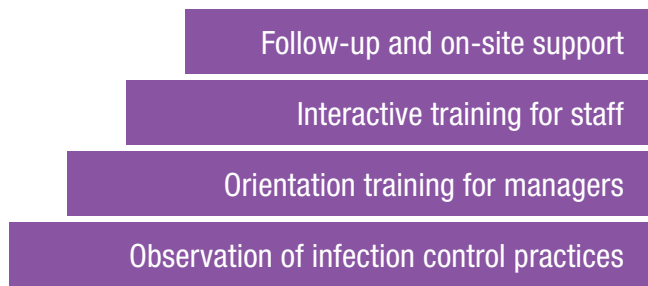 Follow-up and on-site support
Interactive training for staff
Orientation training for managers
Observation of infection control practices